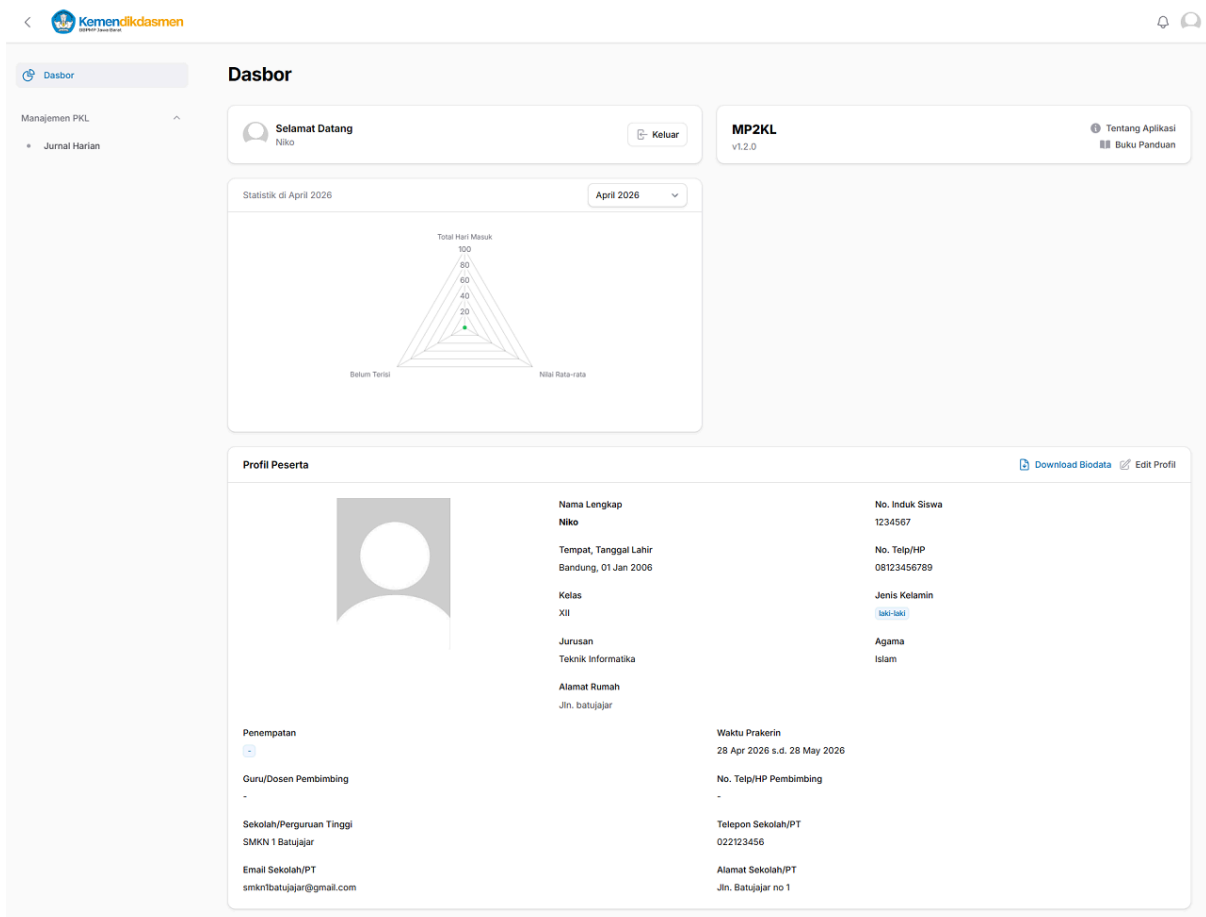 Kemendikdasmen
BBPMP Jawa Barat
Dasbor
Manajemen PKL
Jurnal Harian
Dasbor
Selamat Datang
Niko
Keluar
MP2KL
v1.2.0
Tentang Aplikasi
Buku Panduan
Statistik di April 2026
April 2026
Total Hari Masuk
100
80
60
40
20
Belum Terisi
Nilai Rata-rata
Profil Peserta
Download Biodata
Edit Profil
Nama Lengkap
Niko
No. Induk Siswa
1234567
Tempat, Tanggal Lahir
Bandung, 01 Jan 2006
No. Telp/HP
08123456789
Kelas
XII
Jenis Kelamin
laki-laki
Jurusan
Teknik Informatika
Agama
Islam
Alamat Rumah
Jln. batujajar
Penempatan
-
Waktu Prakerin
28 Apr 2026 s.d. 28 May 2026
Guru/Dosen Pembimbing
-
No. Telp/HP Pembimbing
-
Sekolah/Perguruan Tinggi
SMKN 1 Batujajar
Telepon Sekolah/PT
022123456
Email Sekolah/PT
smkn1batujajar@gmail.com
Alamat Sekolah/PT
Jln. Batujajar no 1